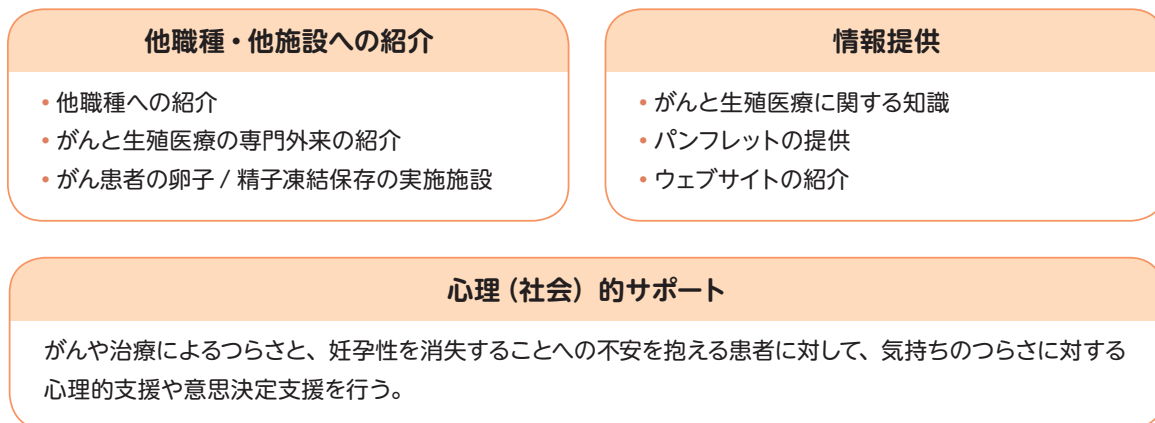 他職種・他施設への紹介
• 他職種への紹介
• がんと生殖医療の専門外来の紹介
• がん患者の卵子 / 精子凍結保存の実施施設
情報提供
• がんと生殖医療に関する知識
• パンフレットの提供
• ウェブサイトの紹介
心理（社会）的サポート
がんや治療によるつらさと、妊孕性を消失することへの不安を抱える患者に対して、気持ちのつらさに対する
心理的支援や意思決定支援を行う。